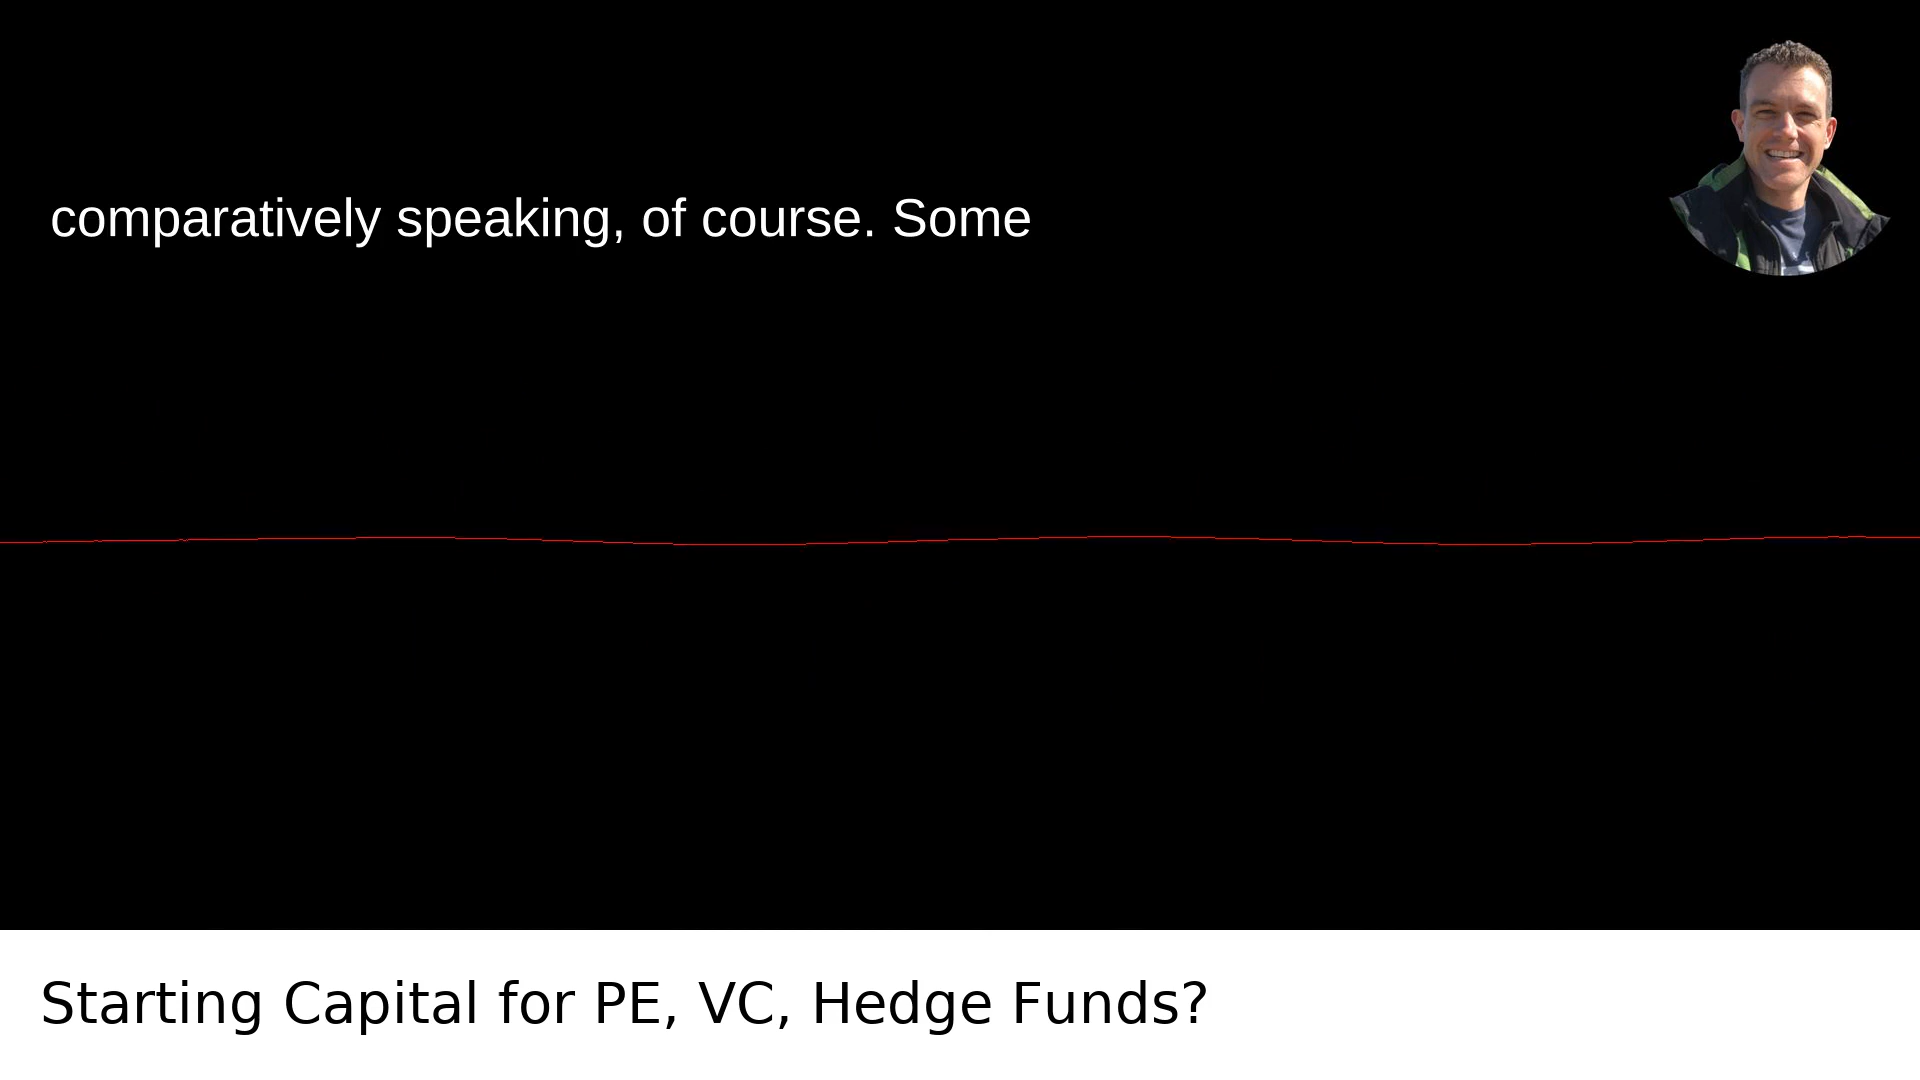 comparatively speaking, of course. Some
Starting Capital for PE, VC, Hedge Funds?